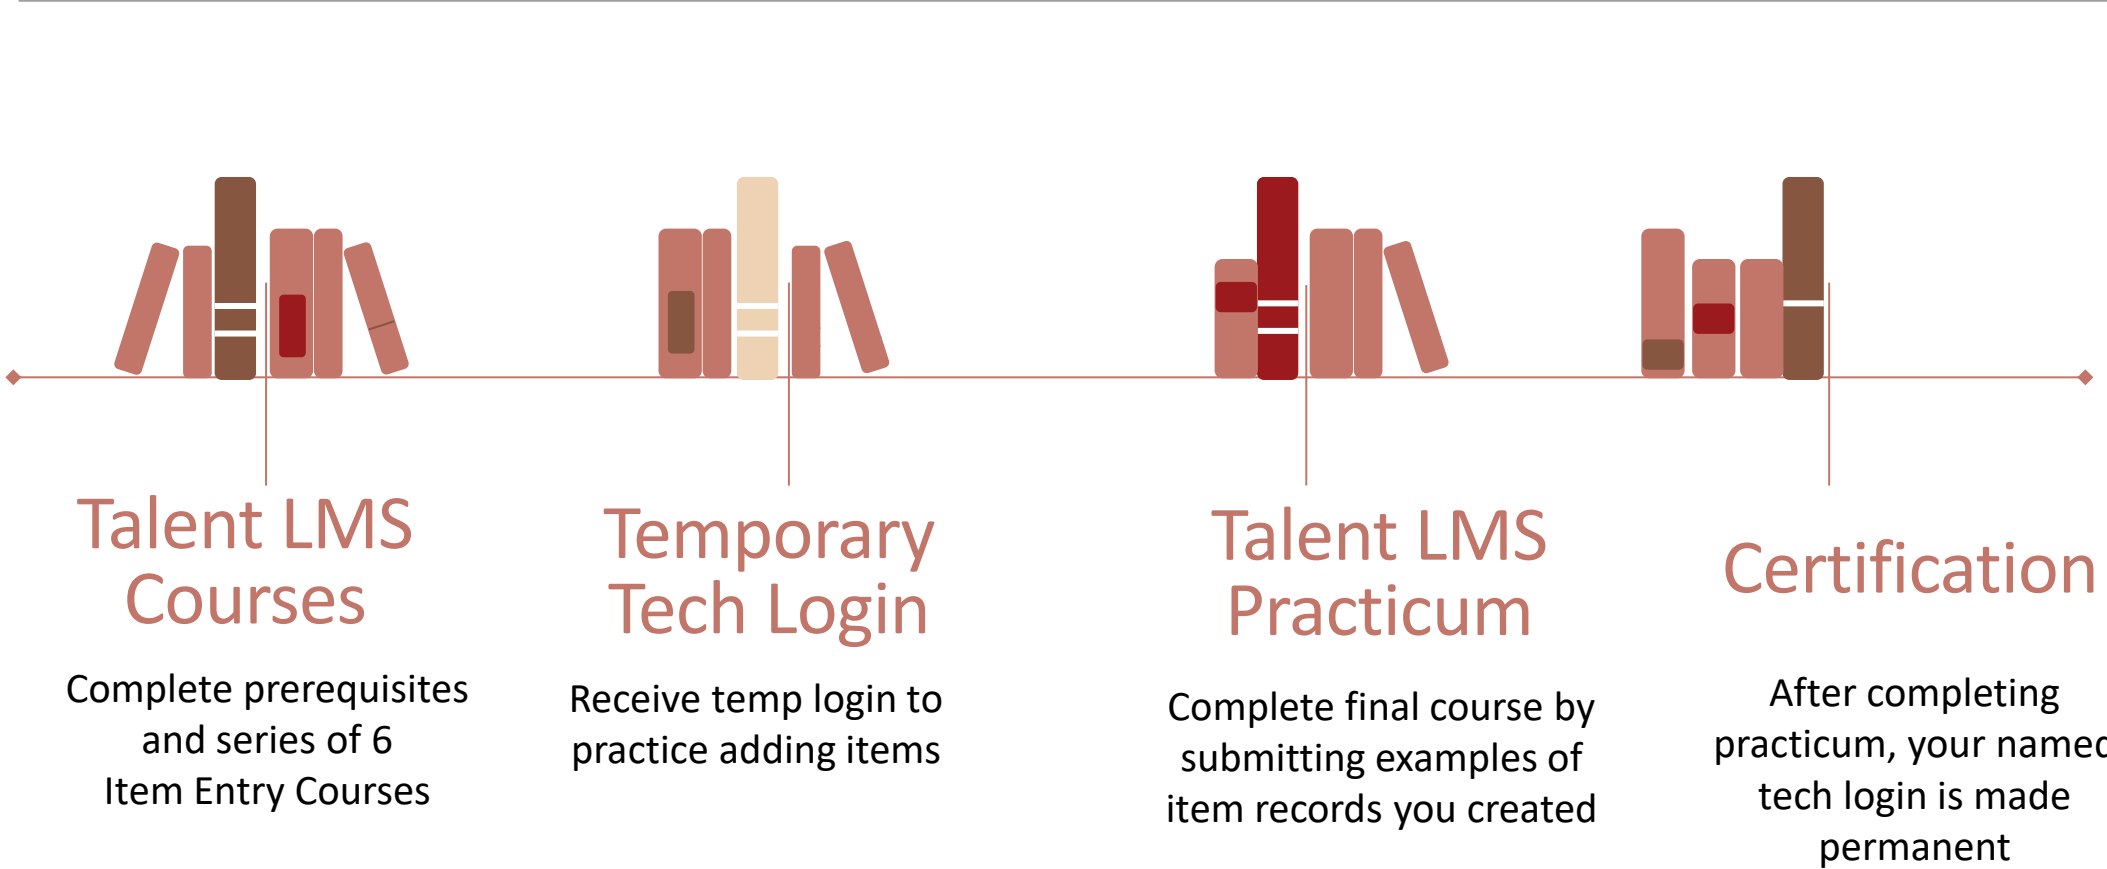 Talent LMS
Courses
Complete prerequisites
and series of 6
Item Entry Courses
Temporary
Tech Login
Receive temp login to
practice adding items
Talent LMS
Practicum
Complete final course by
submitting examples of
item records you created
Certification
After completing
practicum, your named
tech login is made
permanent